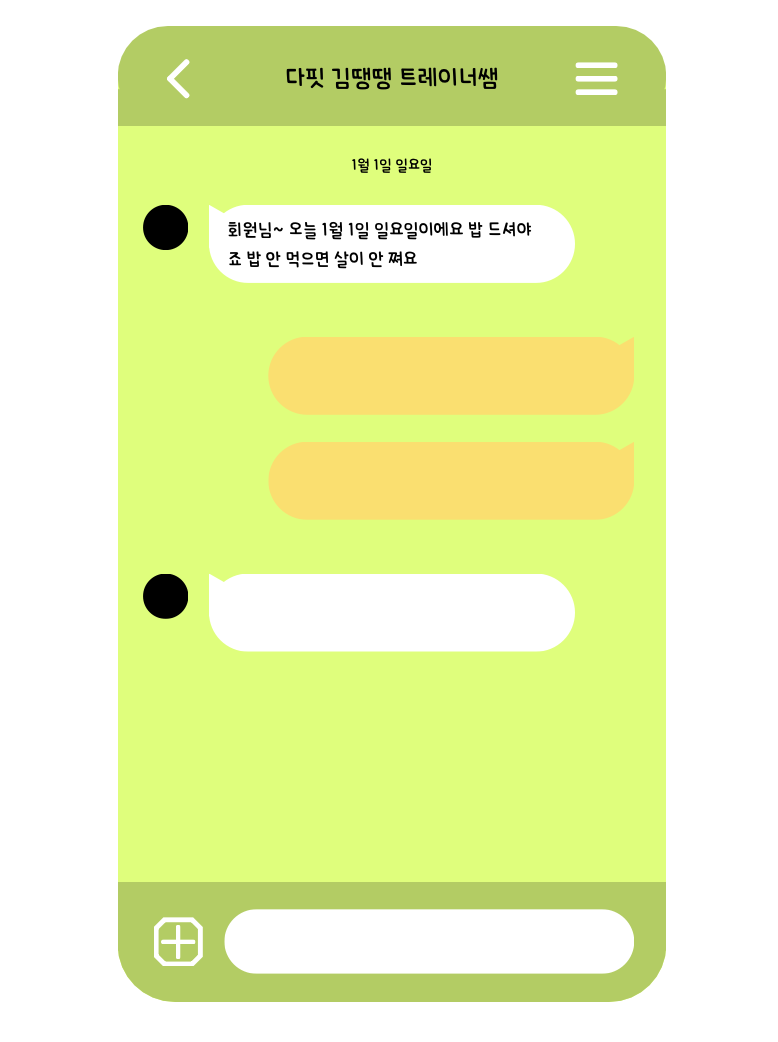 다핏 김땡땡 트레이너쌤
1월 1일 일요일
회원님~ 오늘 1월 1일 일요일이에요 밥 드셔야
죠 밥 안 먹으면 살이 안 쪄요